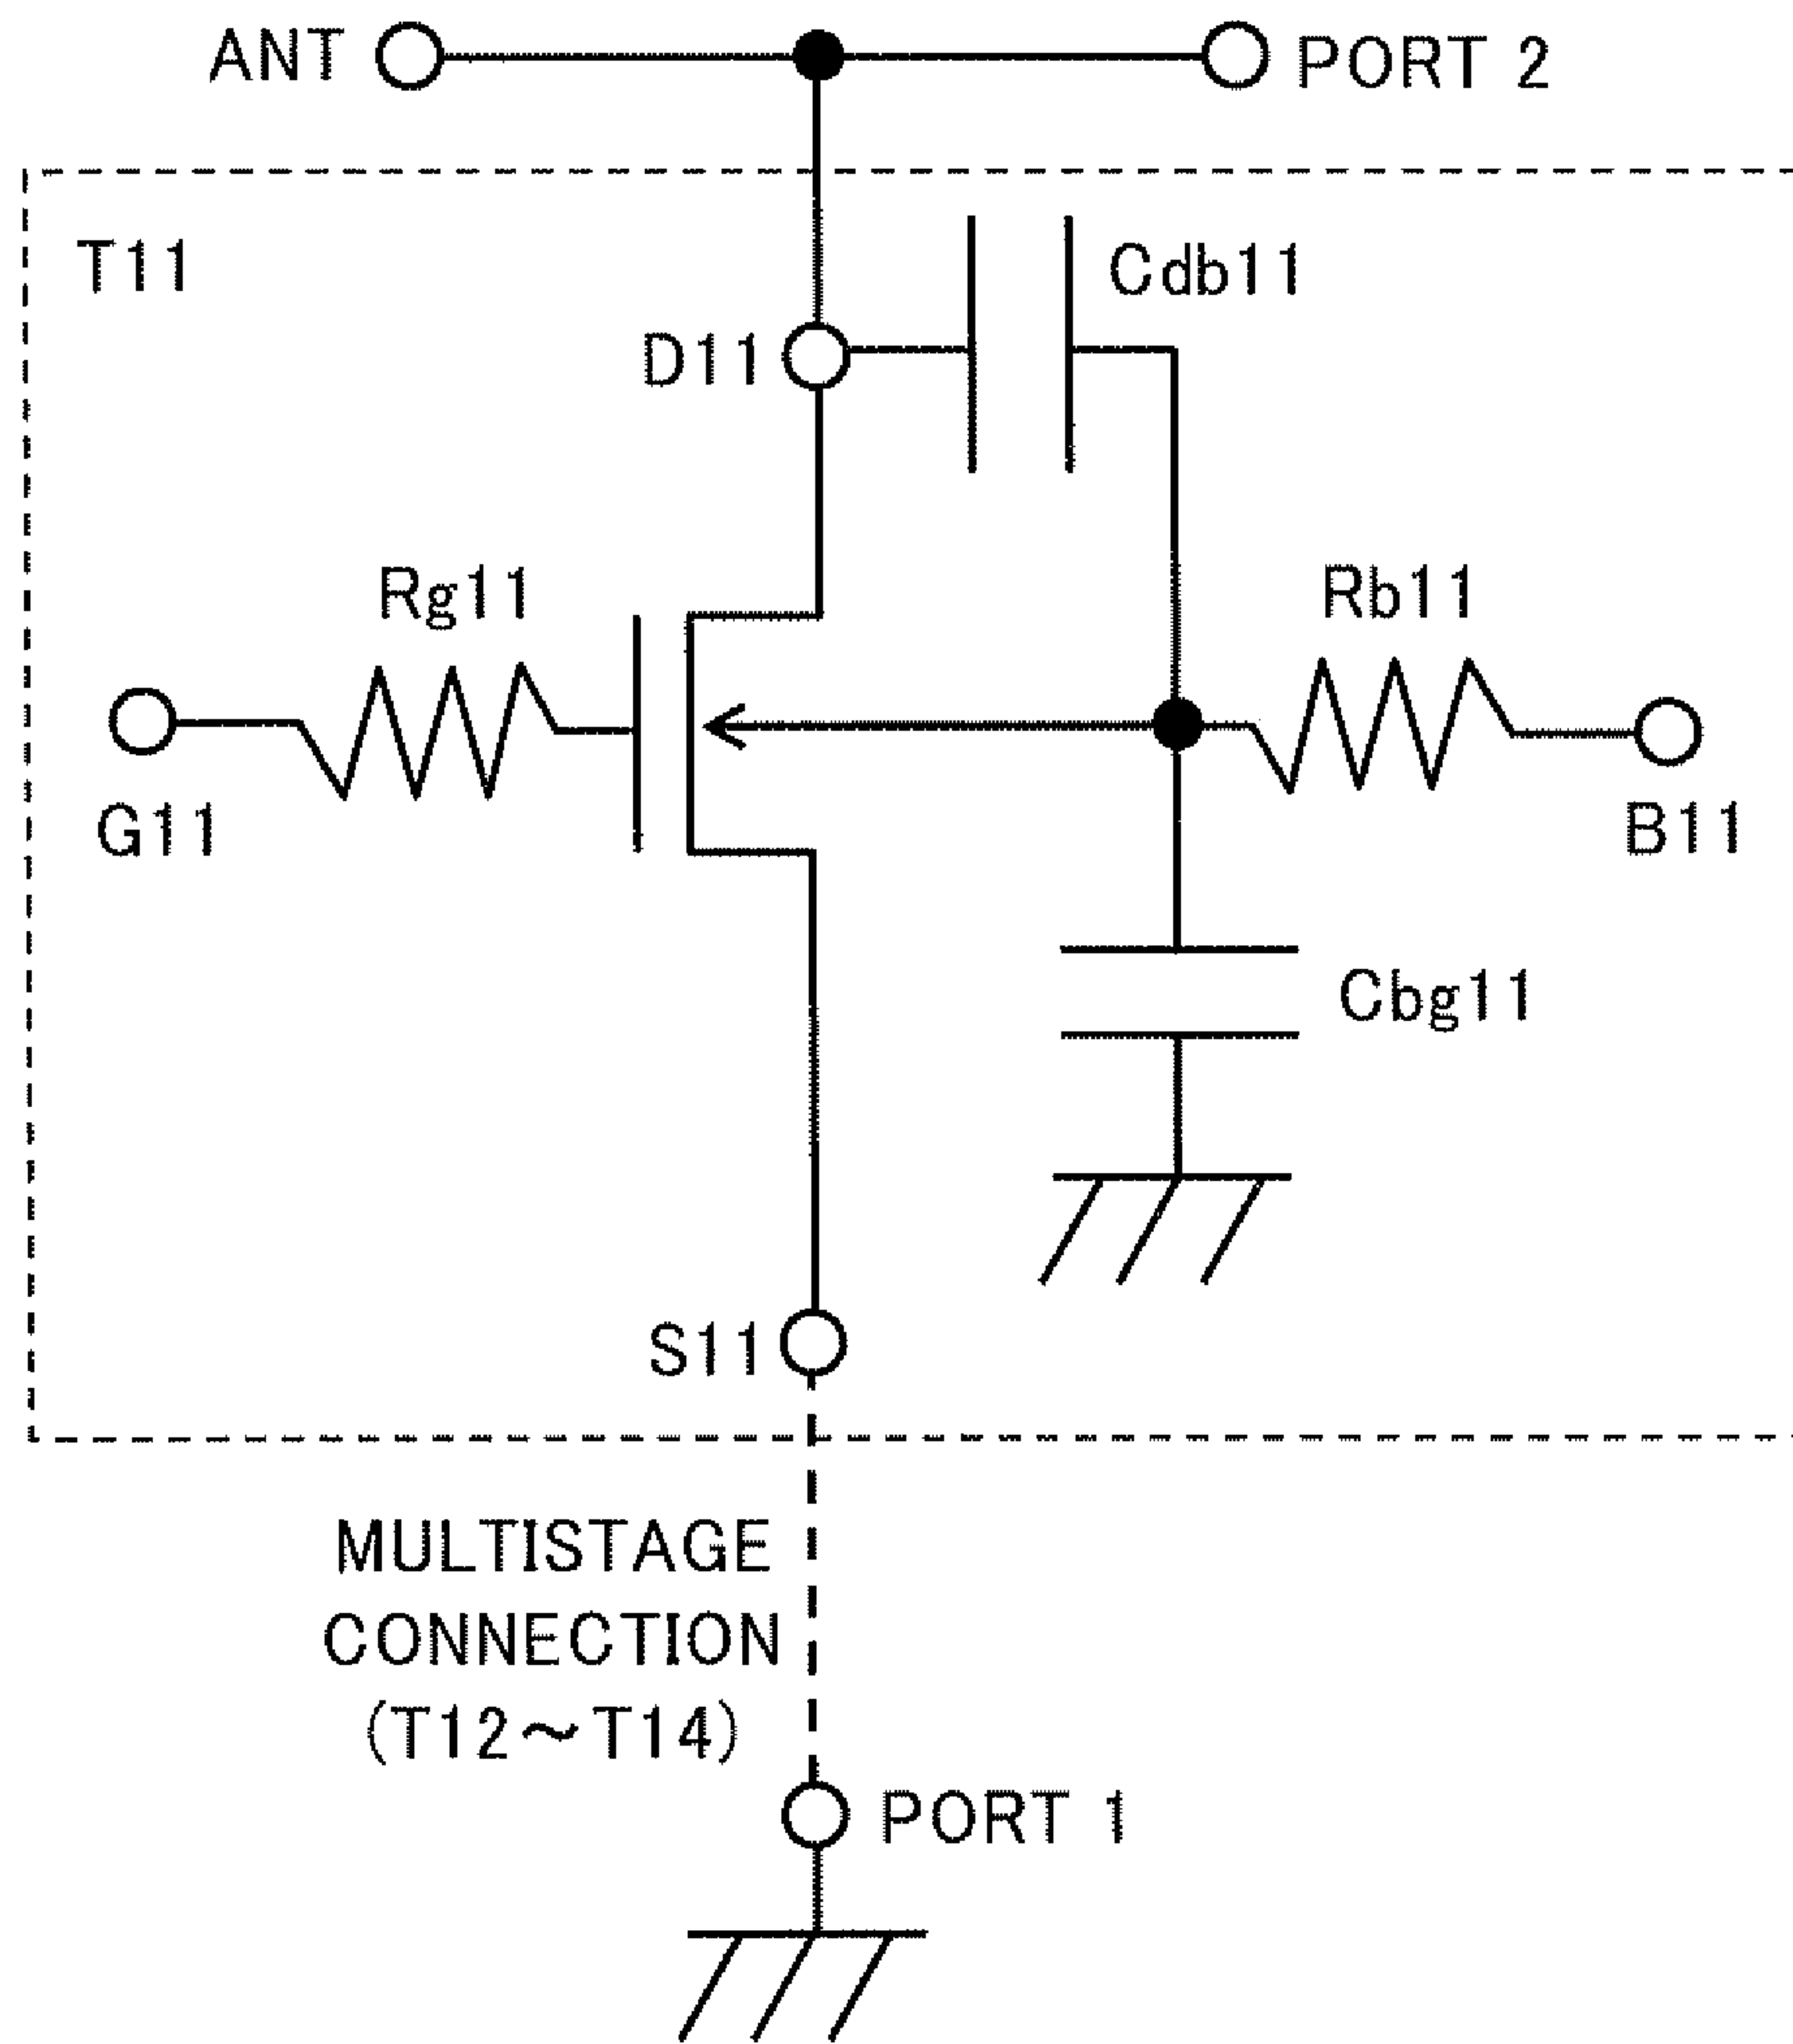 ANT
PORT 2
T11
Cdb11
D11
Rg11
Rb11
G11
B11
Cbg11
S11
MULTISTAGE
CONNECTION
(T12～T14)
PORT 1